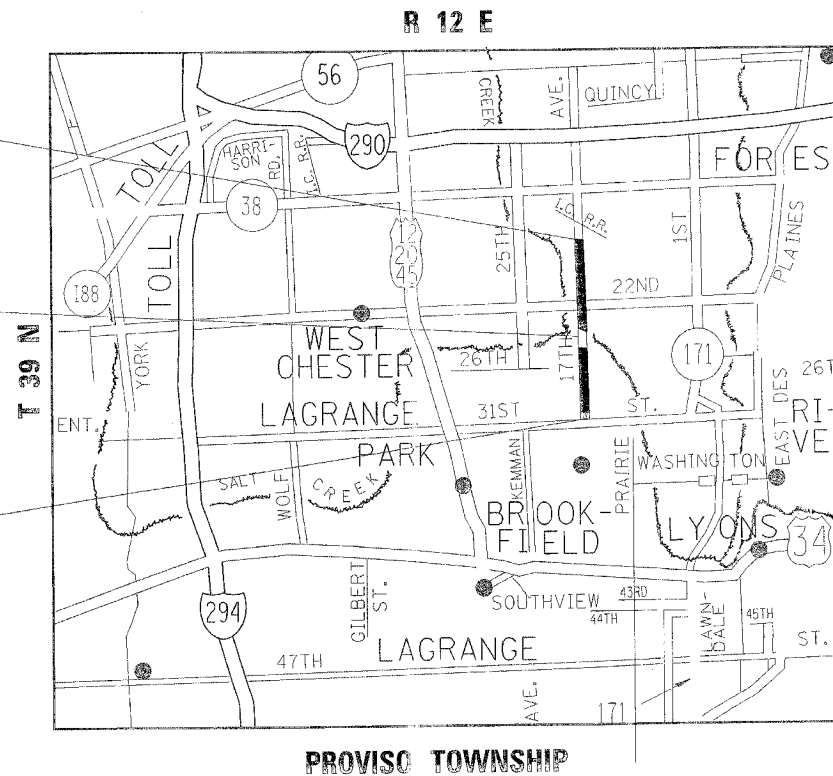 R 12 E
56
CREEK
AVE.
QUINCY
TOLL
HARRI-
SON
RD.
I.C. R.R.
290
FORES
38
I.C. R.R.
12
20
45
25TH
1ST
PLAINES
188
TOLL
22ND
T 39 N
YORK
WEST
CHESTER
26TH
17TH
171
26T
ENT.
LAGRANGE
PARK
31ST
ST.
EAST DES
RI-
VE
SALT
CREEK
WOLF
KEMMAN
PRAIRIE
WASHINGTON
BROOK-
FIELD
LYONS
34
294
GILBERT
ST.
SOUTHVIEW
43RD
44TH
LAWN-
DALE
45TH
47TH
LAGRANGE
ST.
AVE.
171
PROVISO TOWNSHIP